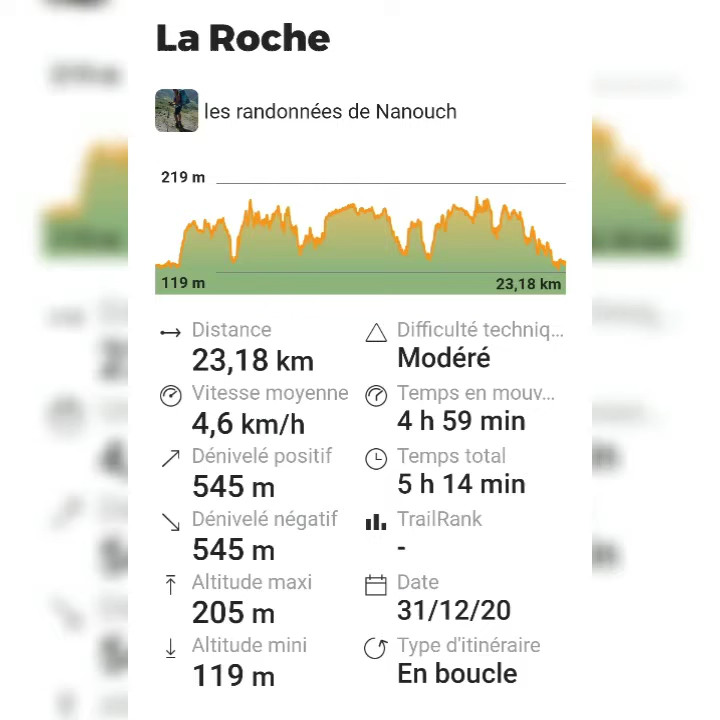 La Roche
les randonnées de Nanouch
219 m
119 m
23,18 km
Distance
23,18 km
Difficulté techniq...
Modéré
Vitesse moyenne
4,6 km/h
Temps en mouv...
4 h 59 min
Dénivelé positif
545 m
Temps total
5 h 14 min
Dénivelé négatif
545 m
TrailRank
-
Altitude maxi
205 m
Date
31/12/20
Altitude mini
119 m
Type d'itinéraire
En boucle